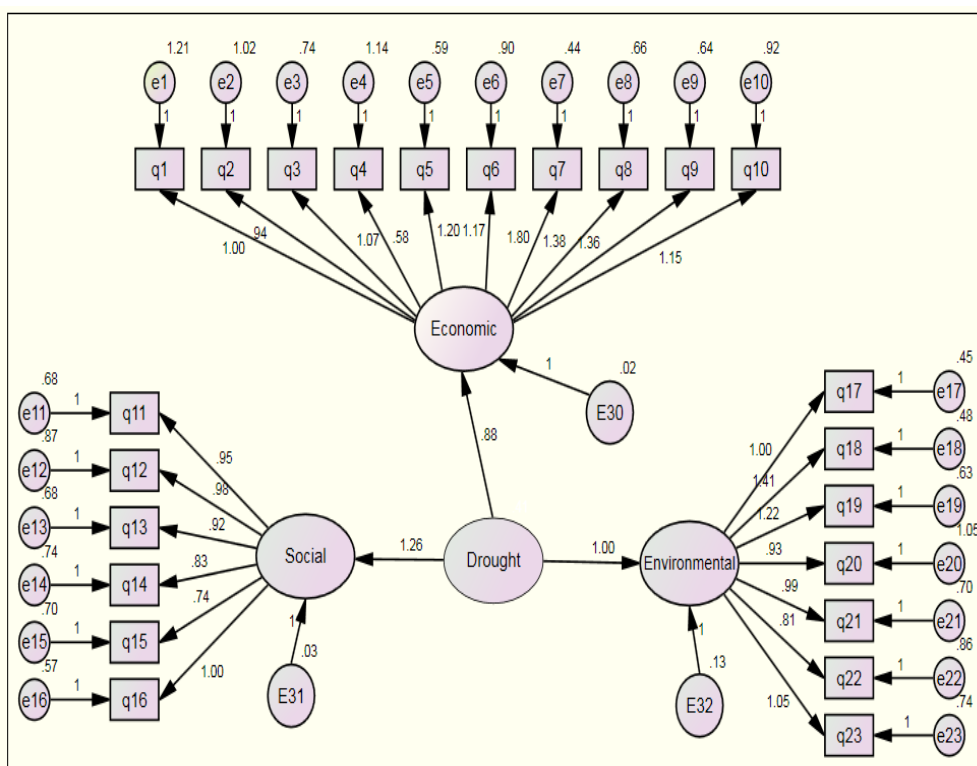 1.21 1.02 .74 1.14 .59 .90 .44 .66 .64 .92
e1 e2 e3 e4 e5 e6 e7 e8 e9 e10
1 1 1 1 1 1 1 1 1 1
q1 q2 q3 q4 q5 q6 q7 q8 q9 q10
1.00 .94 1.07 .58 1.20 1.17 1.80 1.38 1.36 1.15
Economic
1 .02
E30
.88
.68
e11 1 q11 .95
.87
e12 1 q12 .98
.68
e13 1 q13 .92
.74
e14 1 q14 .83
.70
e15 1 q15 .74
.57
e16 1 q16 1.00
Social
1 .03
E31
1.26
Drought
1.00
Environmental
1 .13
E32
.45
1.00 q17 1 e17
.48
1.41 q18 1 e18
.63
1.22 q19 1 e19
1.05
.93 q20 1 e20
.70
.99 q21 1 e21
.86
.81 q22 1 e22
.74
1.05 q23 1 e23